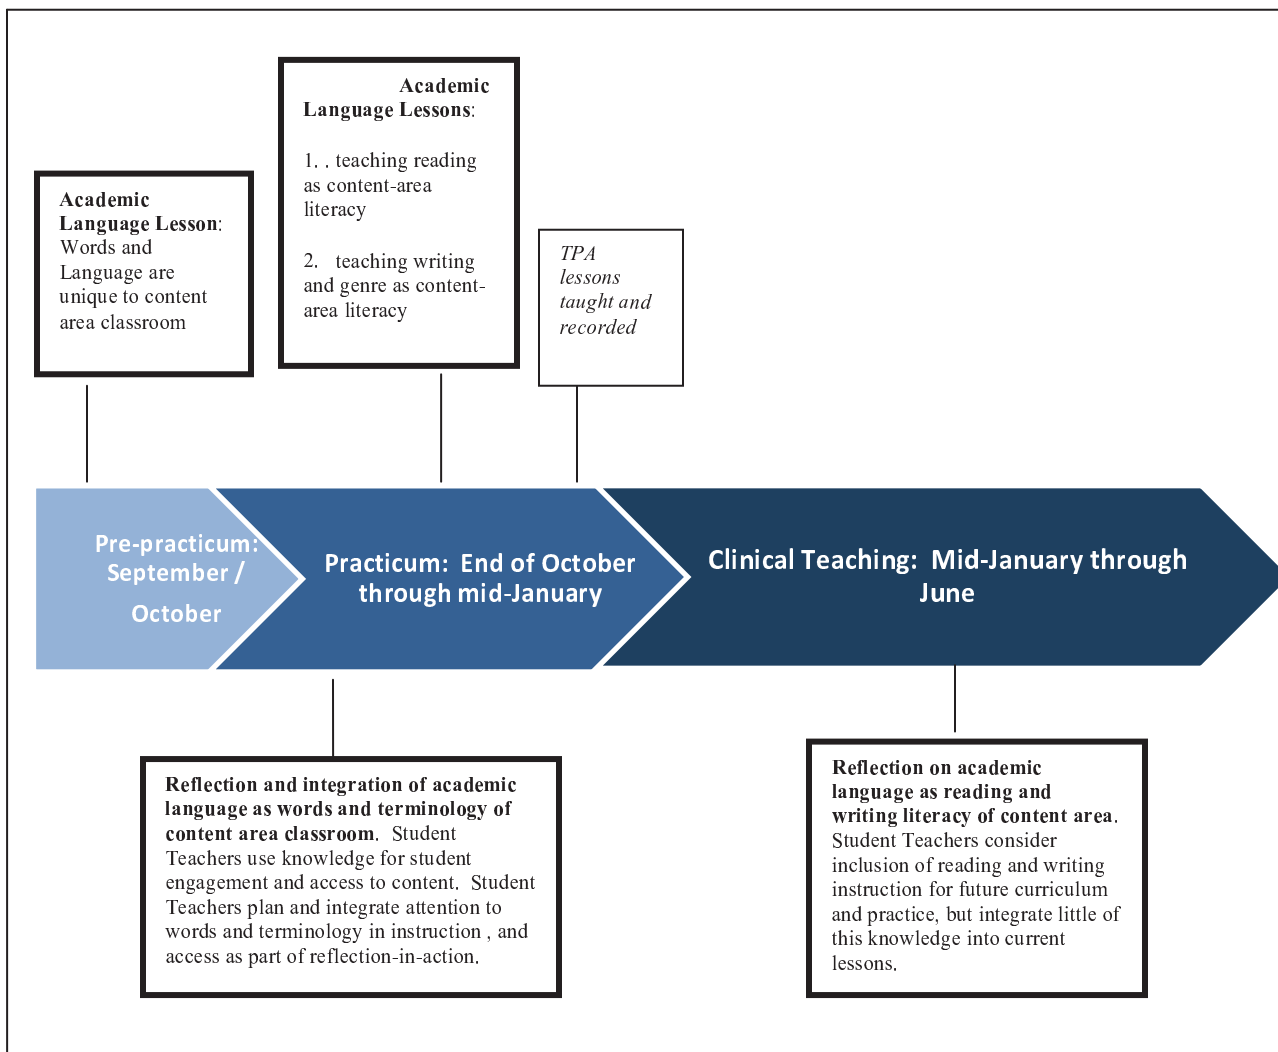 Academic
Language Lesson:
Words and
Language are
unique to content
area classroom
Academic
Language Lessons:
1. . teaching reading
as content-area
literacy
2. teaching writing
and genre as content-
area literacy
TPA
lessons
taught and
recorded
Pre-practicum:
September /
October
Practicum: End of October
through mid-January
Clinical Teaching: Mid-January through
June
Reflection and integration of academic
language as words and terminology of
content area classroom. Student
Teachers use knowledge for student
engagement and access to content. Student
Teachers plan and integrate attention to
words and terminology in instruction , and
access as part of reflection-in-action.
Reflection on academic
language as reading and
writing literacy of content area.
Student Teachers consider
inclusion of reading and writing
instruction for future curriculum
and practice, but integrate little of
this knowledge into current
lessons.